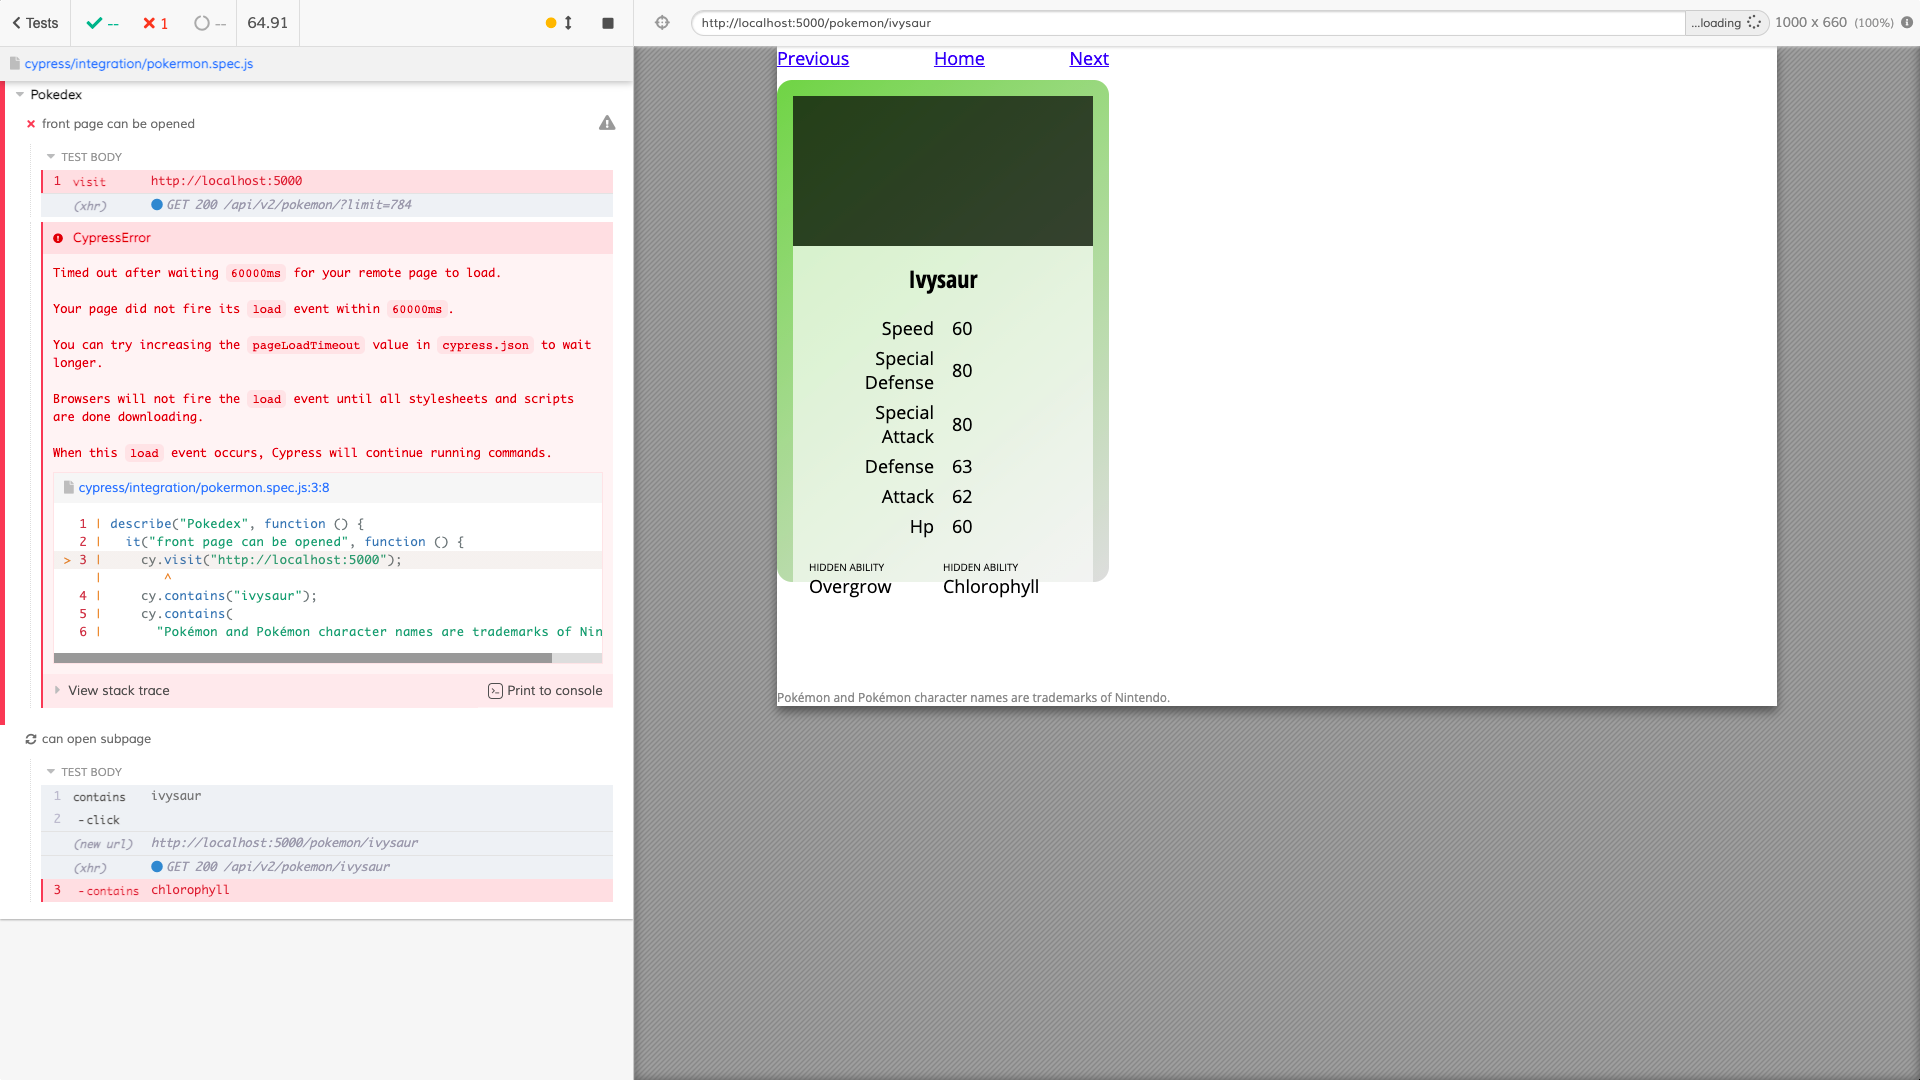 Tests
--
1
--
64.91
cypress/integration/pokermon.spec.js
Pokedex
front page can be opened
TEST BODY
1 visit http://localhost:5000
(xhr) GET 200 /api/v2/pokemon/?limit=784
CypressError
Timed out after waiting 60000ms for your remote page to load.
Your page did not fire its load event within 60000ms.
You can try increasing the pageLoadTimeout value in cypress.json to wait
longer.
Browsers will not fire the load event until all stylesheets and scripts
are done downloading.
When this load event occurs, Cypress will continue running commands.
cypress/integration/pokermon.spec.js:3:8
1 | describe("Pokedex", function () {
2 | it("front page can be opened", function () {
> 3 | cy.visit("http://localhost:5000");
| ^
4 | cy.contains("ivysaur");
5 | cy.contains(
6 | "Pokémon and Pokémon character names are trademarks of Nin
View stack trace
Print to console
can open subpage
TEST BODY
1 contains ivysaur
2 -click
(new url) http://localhost:5000/pokemon/ivysaur
(xhr) GET 200 /api/v2/pokemon/ivysaur
3 -contains chlorophyll
http://localhost:5000/pokemon/ivysaur
...loading
1000 x 660 (100%)
Previous
Home
Next
Ivysaur
Speed 60
Special
Defense 80
Special
Attack 80
Defense 63
Attack 62
Hp 60
HIDDEN ABILITY
Overgrow
HIDDEN ABILITY
Chlorophyll
Pokémon and Pokémon character names are trademarks of Nintendo.